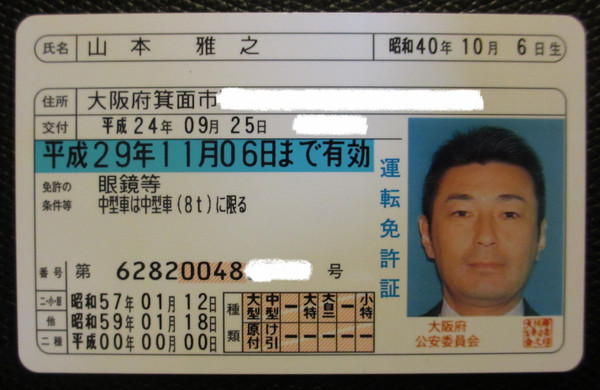 氏名 山本 雅之 昭和40年10月 6日生
住所 大阪府箕面市
交付 平成24年09月25日
平成29年11月06日まで有効
免許の 眼鏡等
条件等 中型車は中型車(8t)に限る
運転免許証
番号 第 62820048 号
二・小・原 昭和57年01月12日
他 昭和59年01月18日
二種 平成00年00月00日
種類 大型 中型 ー 大特 大自二 ー 小特
原付 け引 ー ー ー ー ー
大阪府
公安委員会